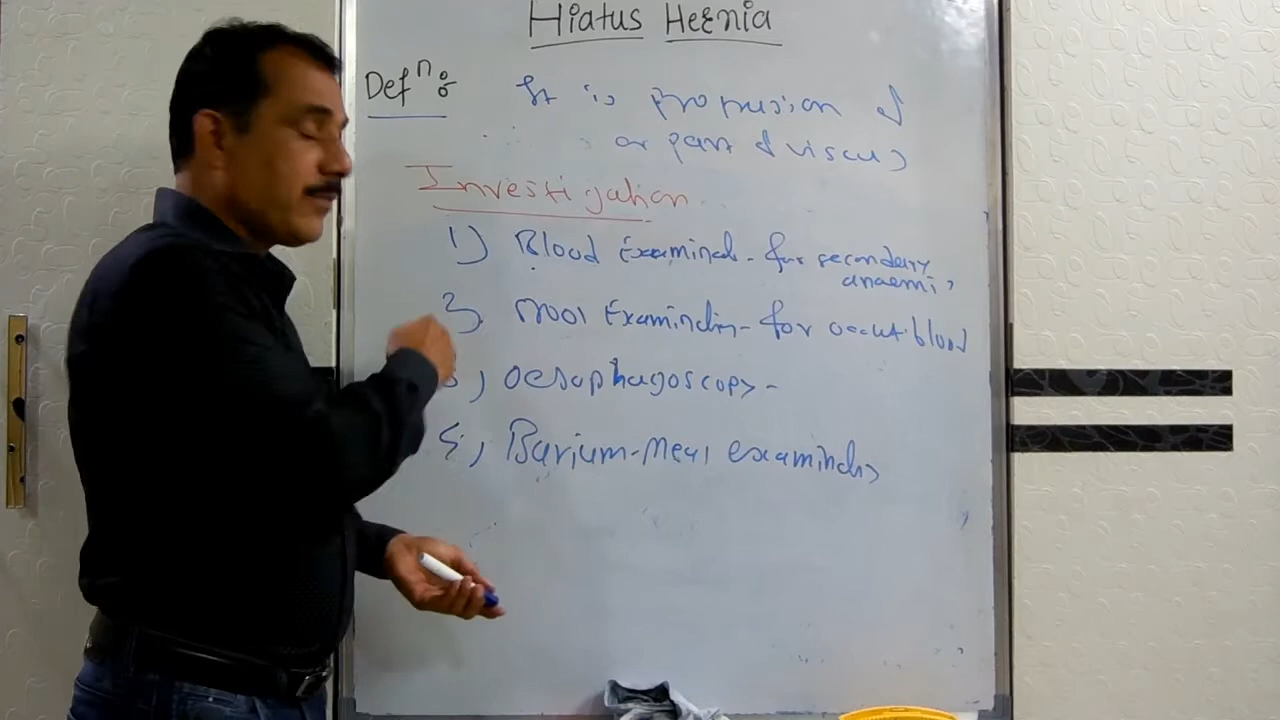 Hiatus Hernia
Defn: It is protrusion of
or part of viscus
Investigation
1) Blood Examinatn - for secondary
anaemia
2) Stool Examination - for occult blood
3) Oesophagoscopy -
4) Barium-meal examination